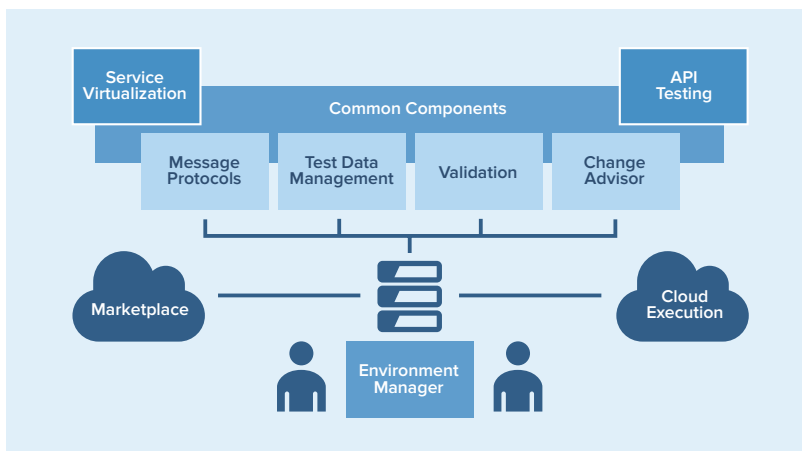 Service
Virtualization
API
Testing
Common Components
Message
Protocols
Test Data
Management
Validation
Change
Advisor
Marketplace
Cloud
Execution
Environment
Manager